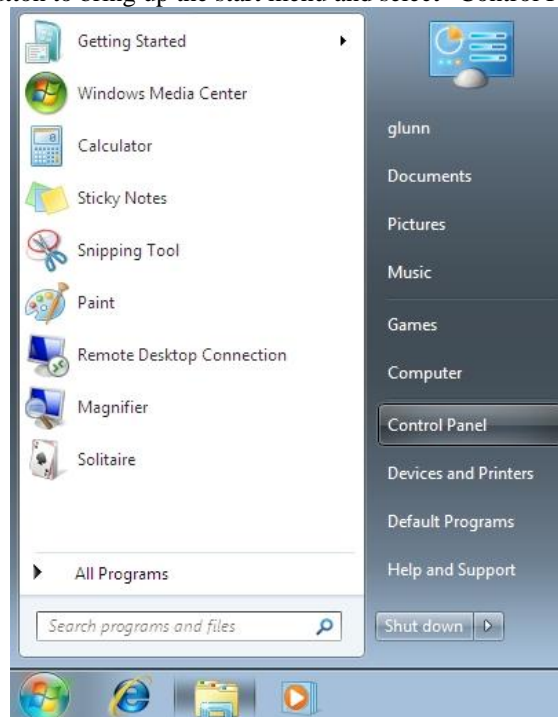 button to bring up the start menu and select "Control
Getting Started
Windows Media Center
Calculator
Sticky Notes
Snipping Tool
Paint
Remote Desktop Connection
Magnifier
Solitaire
All Programs
Search programs and files
glunn
Documents
Pictures
Music
Games
Computer
Control Panel
Devices and Printers
Default Programs
Help and Support
Shut down